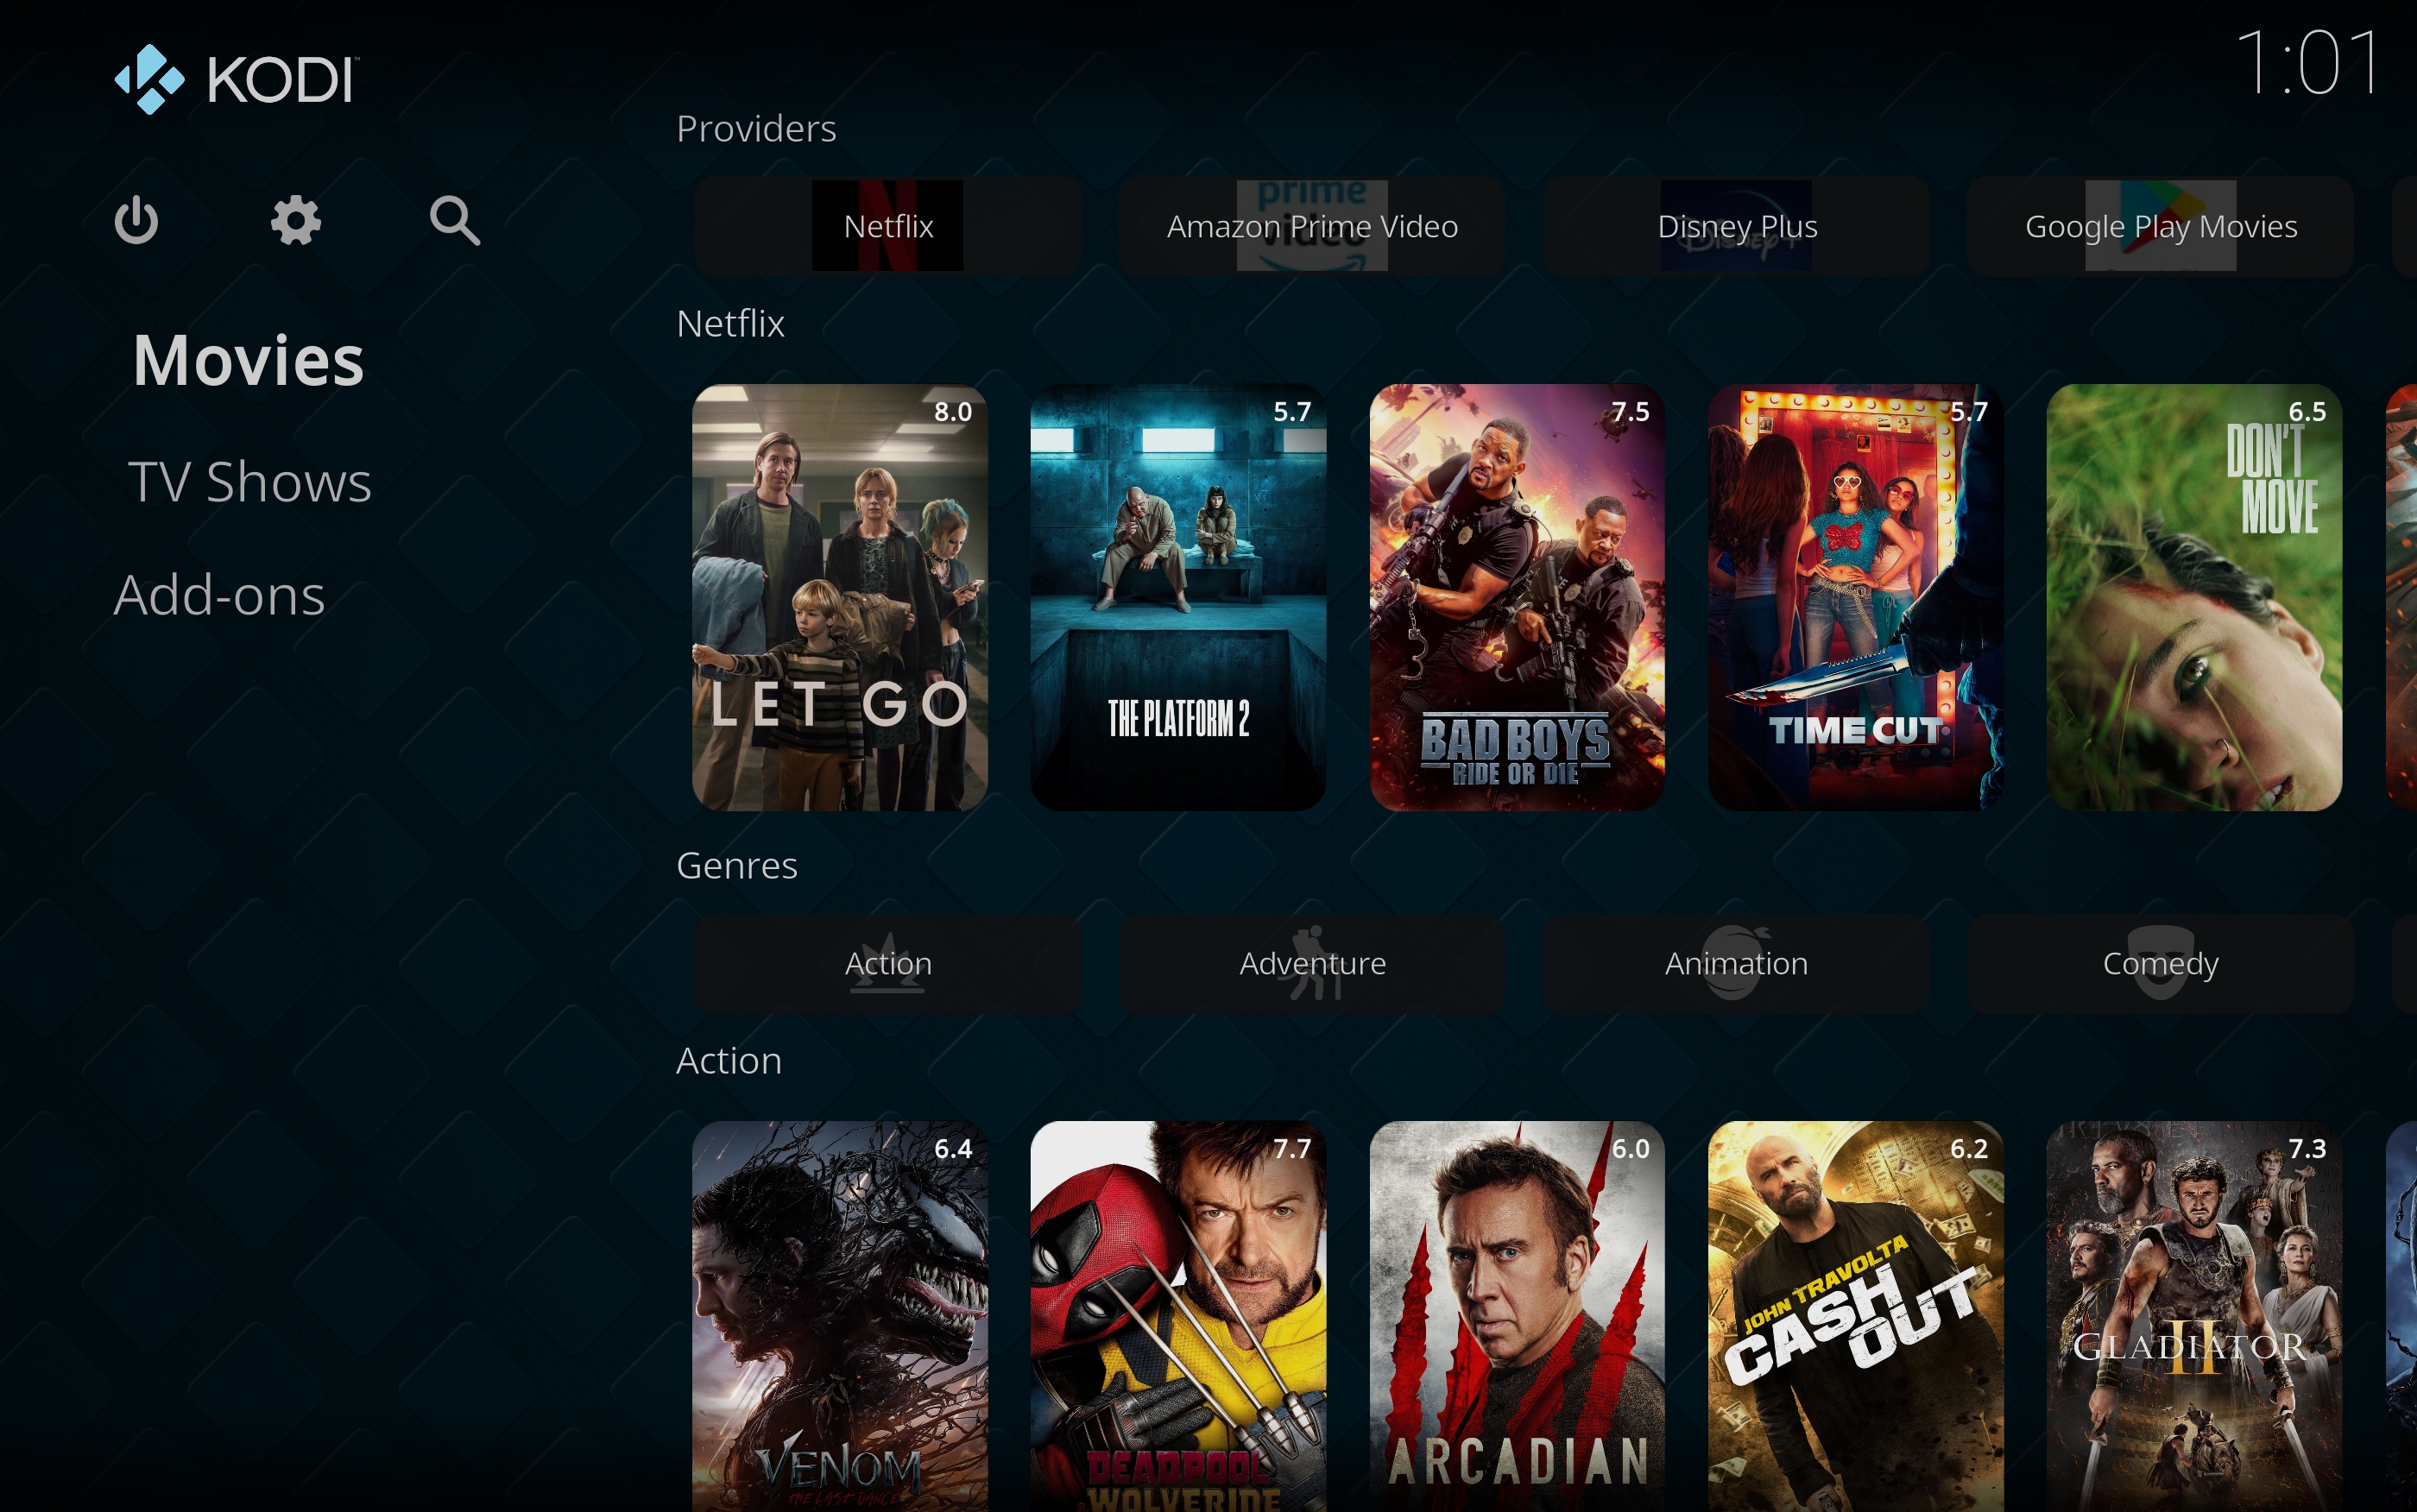 KODI
1:01
Providers
Netflix
Amazon Prime Video
prime
video
Disney Plus
Disney+
Google Play Movies
Movies
TV Shows
Add-ons
Netflix
8.0
LET GO
5.7
THE PLATFORM 2
7.5
BAD BOYS
RIDE OR DIE
5.7
TIME CUT
6.5
DON'T
MOVE
Genres
Action
Adventure
Animation
Comedy
Action
6.4
VENOM
THE LAST DANCE
7.7
DEADPOOL
WOLVERINE
6.0
ARCADIAN
6.2
JOHN TRAVOLTA
CASH
OUT
7.3
GLADIATOR
II